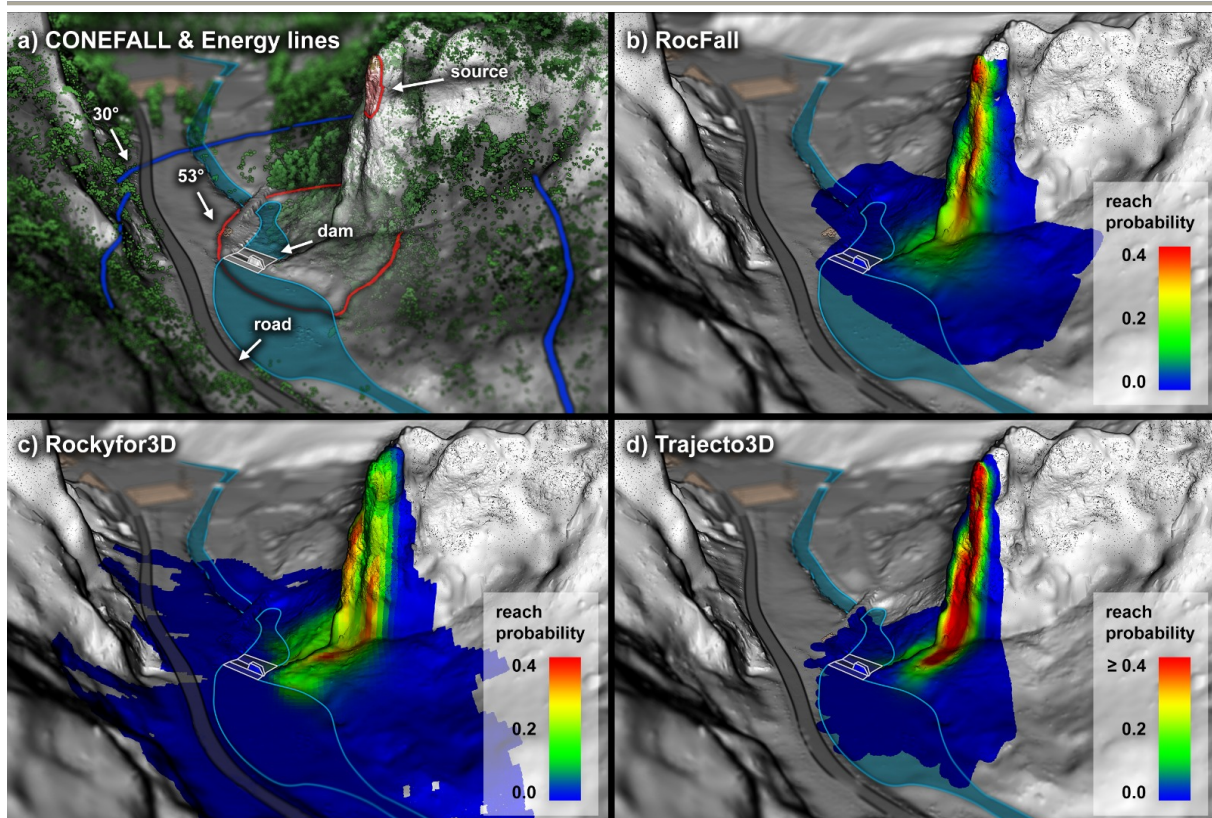 a) CONEFALL & Energy lines
source
30°
53°
dam
road
b) RocFall
reach
probability
0.4
0.2
0.0
c) Rockyfor3D
reach
probability
0.4
0.2
0.0
d) Trajecto3D
reach
probability
≥ 0.4
0.2
0.0